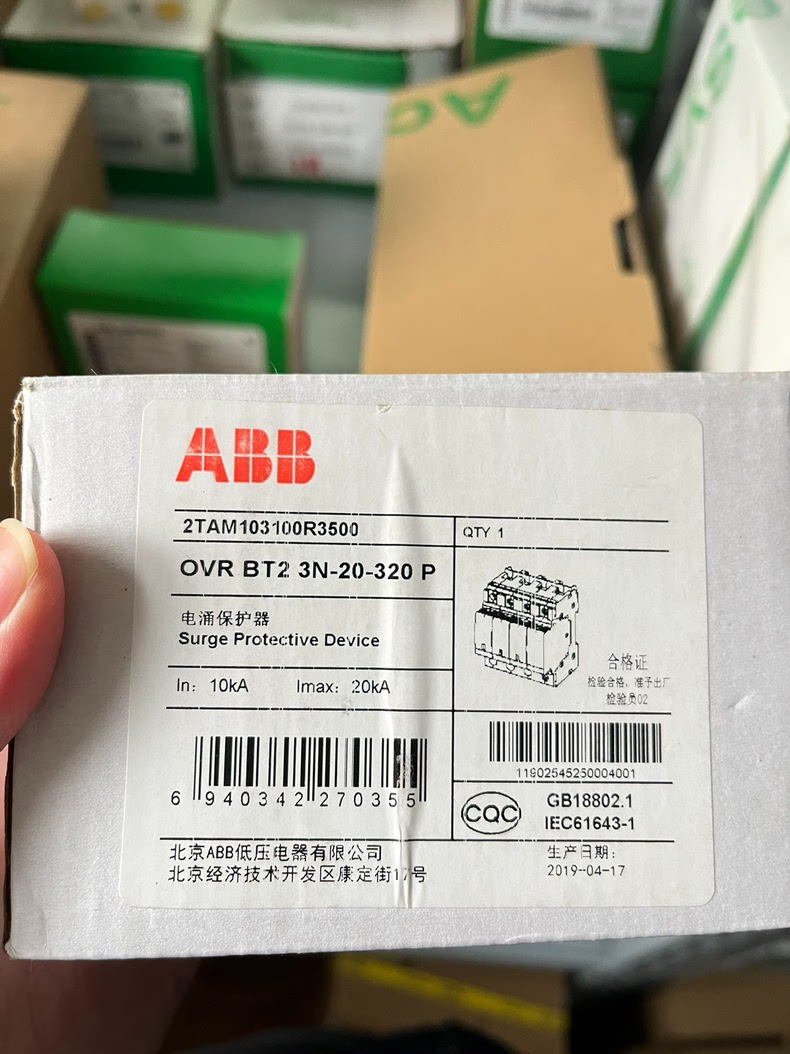 ABB
2TAM103100R3500
QTY 1
OVR BT2 3N-20-320 P
电涌保护器
Surge Protective Device
In: 10kA Imax: 20kA
合格证
检验合格，准予出厂
检验员02
11902545250004001
6 940342 270355
CQC
GB18802.1
IEC61643-1
北京ABB低压电器有限公司
北京经济技术开发区康定街17号
生产日期:
2019-04-17